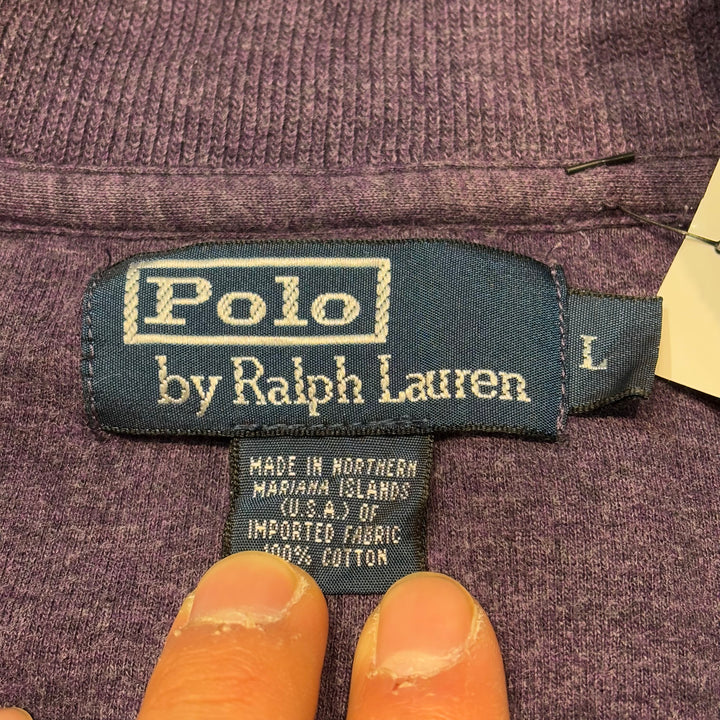 Polo
by Ralph Lauren
L
MADE IN NORTHERN
MARIANA ISLANDS
(U.S.A.) OF
IMPORTED FABRIC
100% COTTON